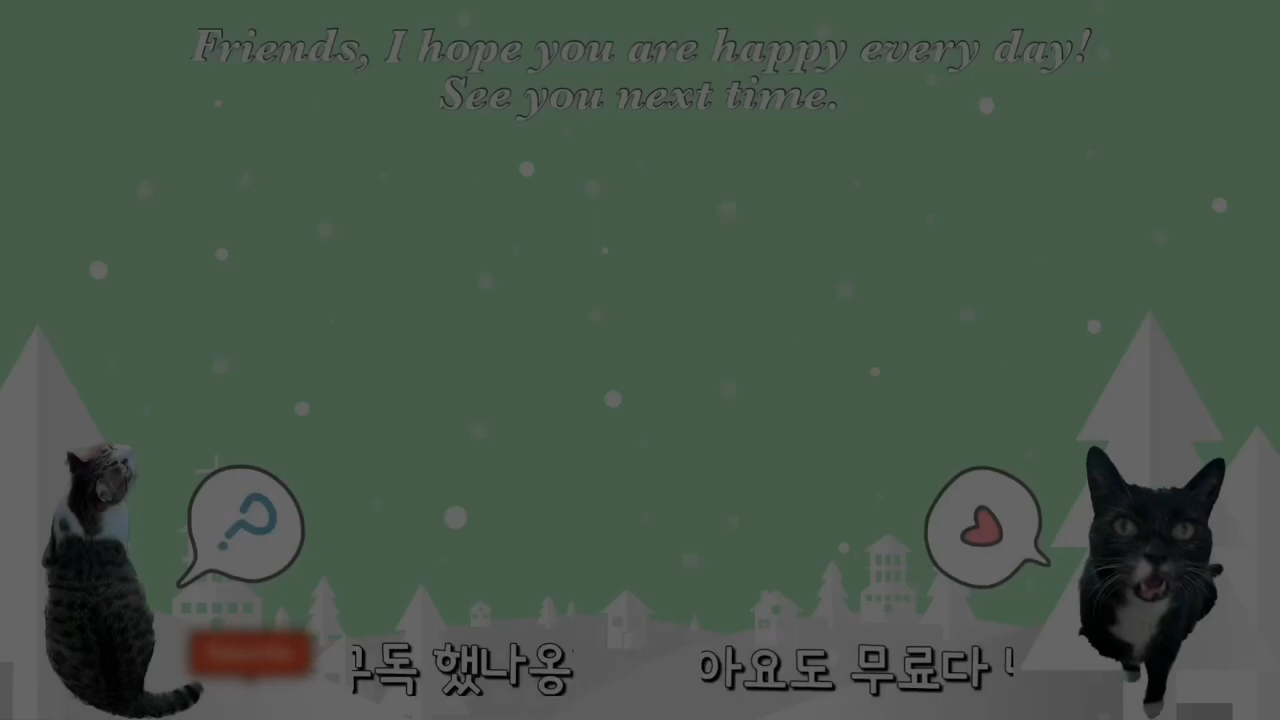 Friends, I hope you are happy every day!
See you next time.
구독 했나옹
아요도 무료다